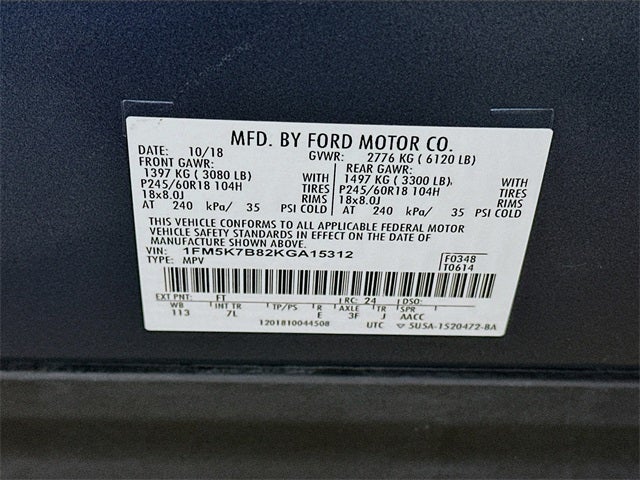 MFD. BY FORD MOTOR CO.
DATE: 10/18 GVWR: 2776 KG ( 6120 LB)
FRONT GAWR: REAR GAWR:
1397 KG ( 3080 LB) WITH 1497 KG ( 3300 LB) WITH
P245/60R18 104H TIRES P245/60R18 104H TIRES
18x8.0J RIMS 18x8.0J RIMS
AT 240 kPa/ 35 PSI COLD AT 240 kPa/ 35 PSI COLD
THIS VEHICLE CONFORMS TO ALL APPLICABLE FEDERAL MOTOR
VEHICLE SAFETY STANDARDS IN EFFECT ON THE DATE OF
MANUFACTURE SHOWN ABOVE.
VIN: 1FM5K7B82KGA15312 F0348
TYPE: MPV T0614
EXT PNT: FT RC: 24 DSO:
WB INT TR TP/PS R AXLE TR SPR
113 7L E 3F J AACC
1201810044508 UTC 5U5A-1520472-BA